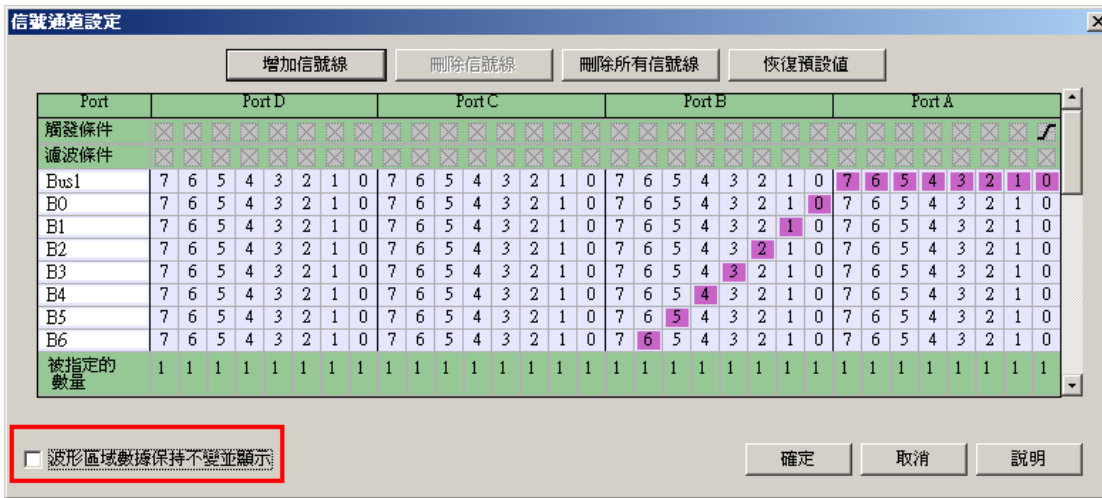 信號通道設定
增加信號線 刪除信號線 刪除所有信號線 恢復預設值
Port Port D Port C Port B Port A
觸發條件
濾波條件
Bus1 7 6 5 4 3 2 1 0 7 6 5 4 3 2 1 0 7 6 5 4 3 2 1 0 7 6 5 4 3 2 1 0
B0 7 6 5 4 3 2 1 0 7 6 5 4 3 2 1 0 7 6 5 4 3 2 1 0 7 6 5 4 3 2 1 0
B1 7 6 5 4 3 2 1 0 7 6 5 4 3 2 1 0 7 6 5 4 3 2 1 0 7 6 5 4 3 2 1 0
B2 7 6 5 4 3 2 1 0 7 6 5 4 3 2 1 0 7 6 5 4 3 2 1 0 7 6 5 4 3 2 1 0
B3 7 6 5 4 3 2 1 0 7 6 5 4 3 2 1 0 7 6 5 4 3 2 1 0 7 6 5 4 3 2 1 0
B4 7 6 5 4 3 2 1 0 7 6 5 4 3 2 1 0 7 6 5 4 3 2 1 0 7 6 5 4 3 2 1 0
B5 7 6 5 4 3 2 1 0 7 6 5 4 3 2 1 0 7 6 5 4 3 2 1 0 7 6 5 4 3 2 1 0
B6 7 6 5 4 3 2 1 0 7 6 5 4 3 2 1 0 7 6 5 4 3 2 1 0 7 6 5 4 3 2 1 0
被指定的
數量 1 1 1 1 1 1 1 1 1 1 1 1 1 1 1 1 1 1 1 1 1 1 1 1 1 1 1 1 1 1 1 1
波形區域數據保持不變並顯示 確定 取消 說明